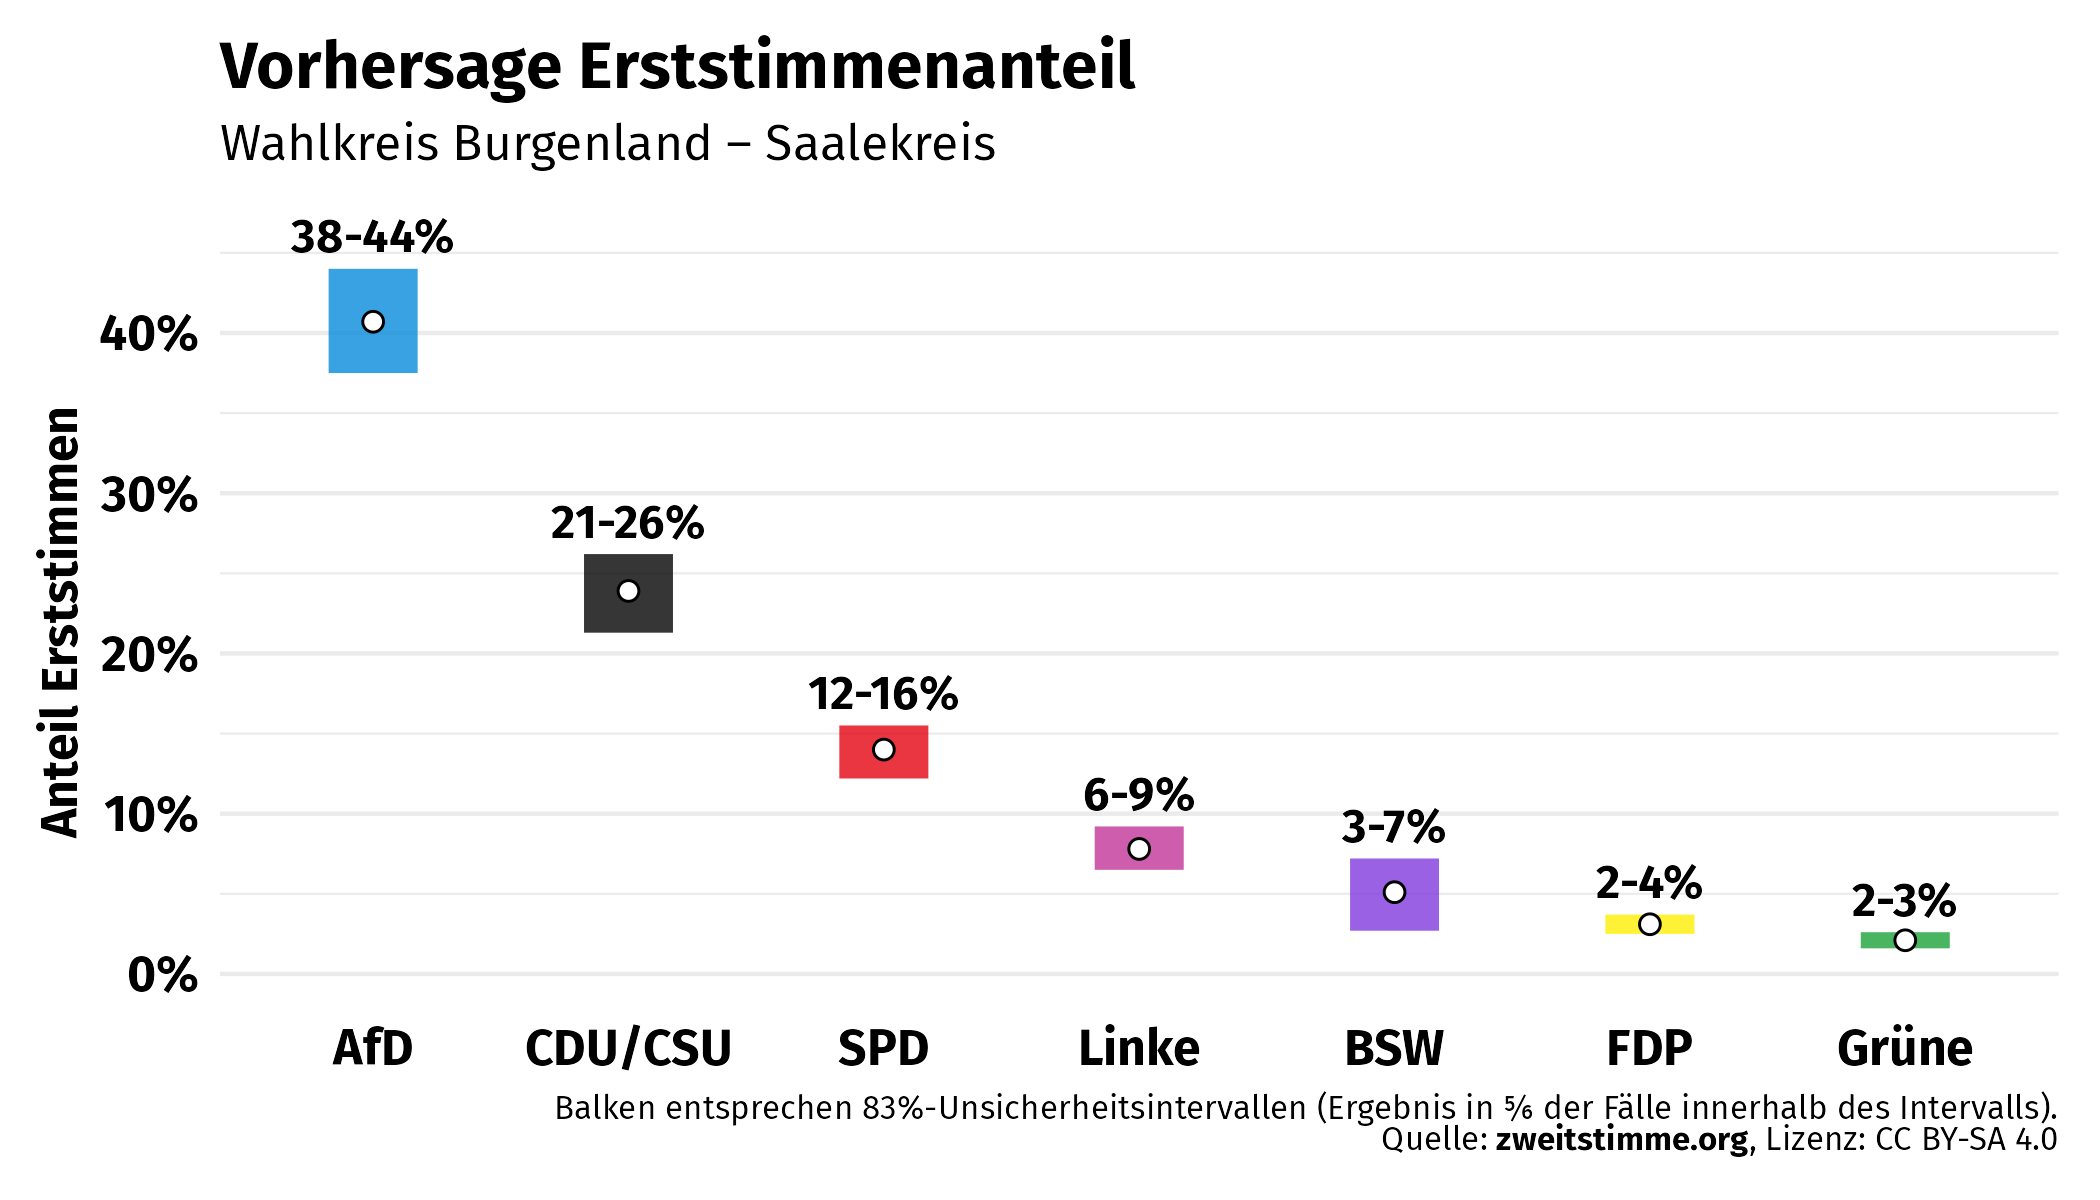 Vorhersage Erststimmenanteil
Wahlkreis Burgenland – Saalekreis
Anteil Erststimmen
40%
30%
20%
10%
0%
38-44%
21-26%
12-16%
6-9%
3-7%
2-4%
2-3%
AfD
CDU/CSU
SPD
Linke
BSW
FDP
Grüne
Balken entsprechen 83%-Unsicherheitsintervallen (Ergebnis in ⅚ der Fälle innerhalb des Intervalls).
Quelle: zweitstimme.org, Lizenz: CC BY-SA 4.0